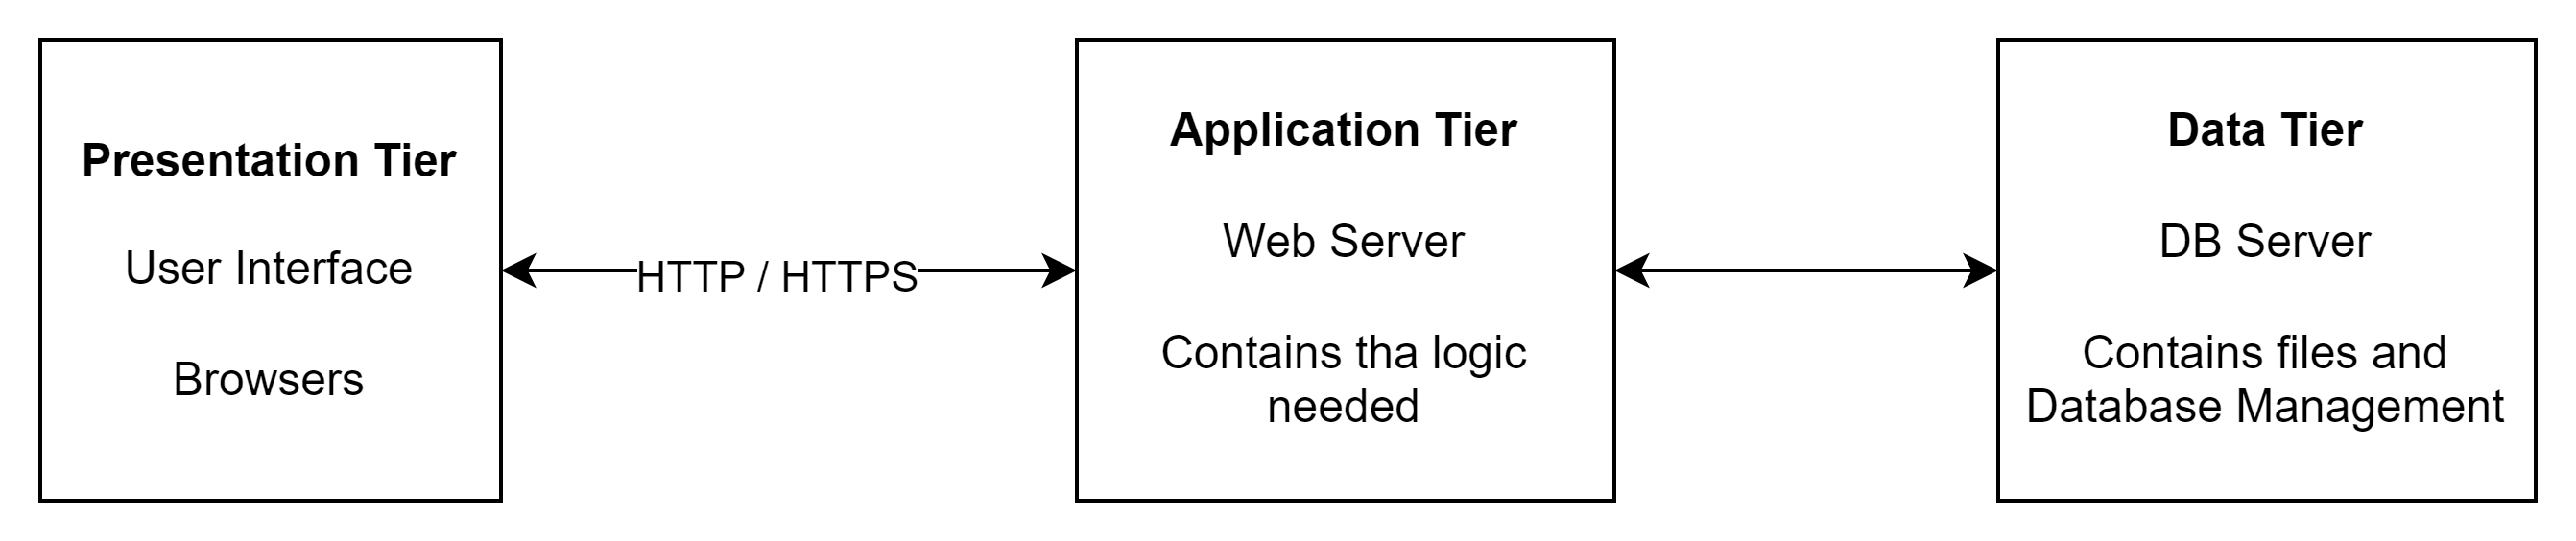 Presentation Tier
User Interface
Browsers
HTTP / HTTPS
Application Tier
Web Server
Contains tha logic
needed
Data Tier
DB Server
Contains files and
Database Management